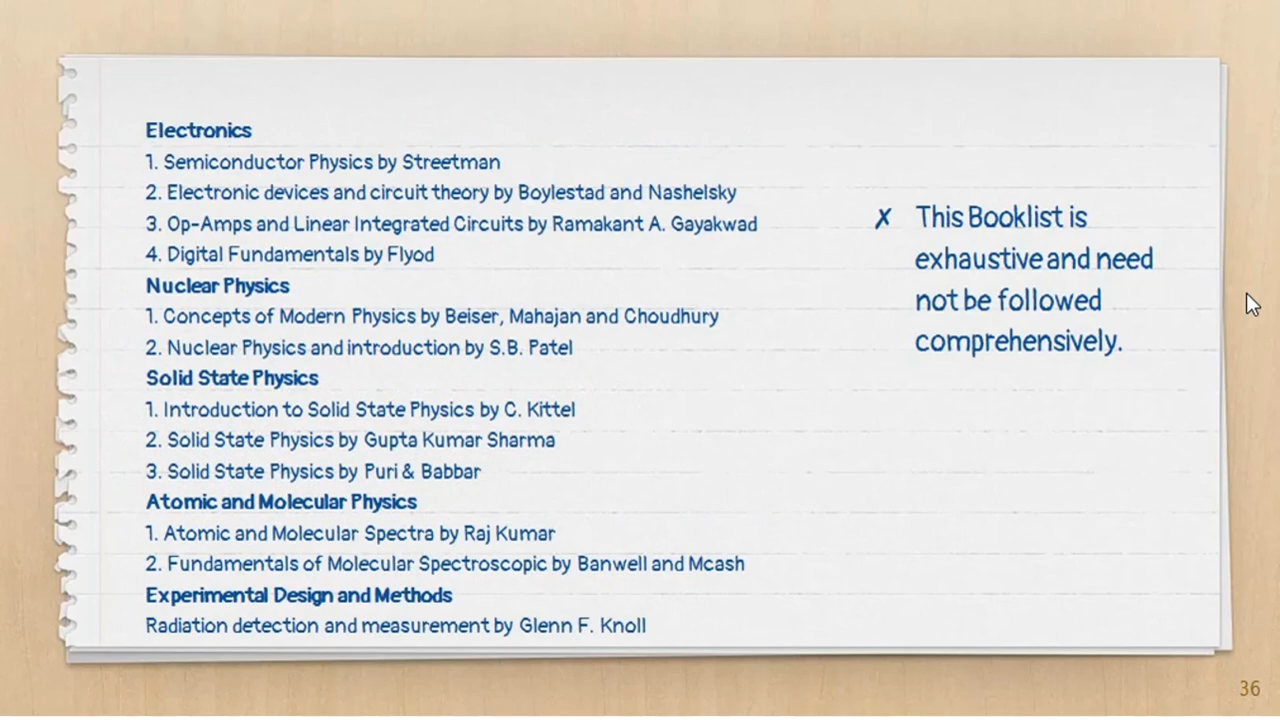 Electronics
1. Semiconductor Physics by Streetman
2. Electronic devices and circuit theory by Boylestad and Nashelsky
3. Op-Amps and Linear Integrated Circuits by Ramakant A. Gayakwad
4. Digital Fundamentals by Flyod
Nuclear Physics
1. Concepts of Modern Physics by Beiser, Mahajan and Choudhury
2. Nuclear Physics and introduction by S.B. Patel
Solid State Physics
1. Introduction to Solid State Physics by C. Kittel
2. Solid State Physics by Gupta Kumar Sharma
3. Solid State Physics by Puri & Babbar
Atomic and Molecular Physics
1. Atomic and Molecular Spectra by Raj Kumar
2. Fundamentals of Molecular Spectroscopic by Banwell and Mcash
Experimental Design and Methods
Radiation detection and measurement by Glenn F. Knoll
✗ This Booklist is
exhaustive and need
not be followed
comprehensively.
36